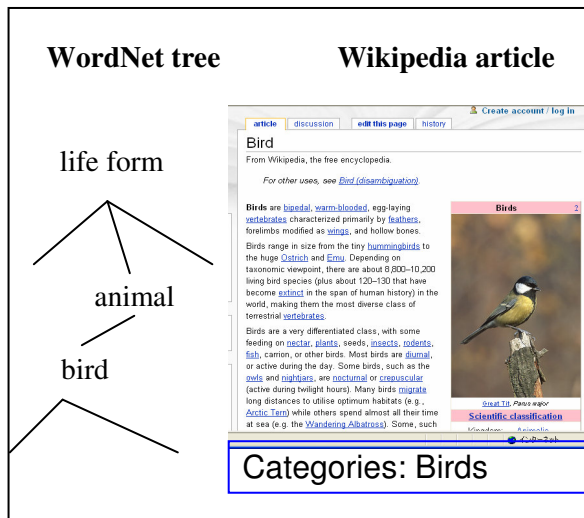 WordNet tree
Wikipedia article
life form
animal
bird
Create account / log in
article discussion edit this page history
Bird
From Wikipedia, the free encyclopedia.
For other uses, see Bird (disambiguation).
Birds are bipedal, warm-blooded, egg-laying
vertebrates characterized primarily by feathers,
forelimbs modified as wings, and hollow bones.
Birds range in size from the tiny hummingbirds to
the huge Ostrich and Emu. Depending on
taxonomic viewpoint, there are about 8,800–10,200
living bird species (plus about 120–130 that have
become extinct in the span of human history) in the
world, making them the most diverse class of
terrestrial vertebrates.
Birds are a very differentiated class, with some
feeding on nectar, plants, seeds, insects, rodents,
fish, carrion, or other birds. Most birds are diurnal,
or active during the day. Some birds, such as the
owls and nightjars, are nocturnal or crepuscular
(active during twilight hours). Many birds migrate
long distances to utilise optimum habitats (e.g.,
Arctic Tern) while others spend almost all their time
at sea (e.g. the Wandering Albatross). Some, such
Birds ?
Great Tit, Parus major
Scientific classification
Kingdom: Animalia
インターネット
Categories: Birds